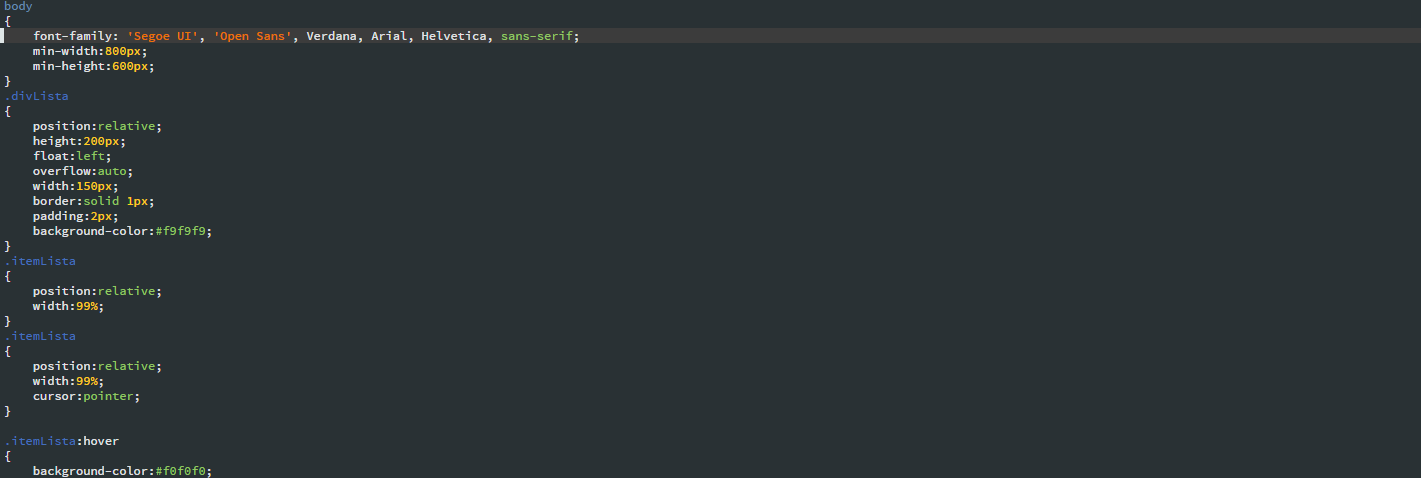 body
{
    font-family: 'Segoe UI', 'Open Sans', Verdana, Arial, Helvetica, sans-serif;
    min-width:800px;
    min-height:600px;
}
.divLista
{
    position:relative;
    height:200px;
    float:left;
    overflow:auto;
    width:150px;
    border:solid 1px;
    padding:2px;
    background-color:#f9f9f9;
}
.itemLista
{
    position:relative;
    width:99%;
}
.itemLista
{
    position:relative;
    width:99%;
    cursor:pointer;
}

.itemLista:hover
{
    background-color:#f0f0f0;